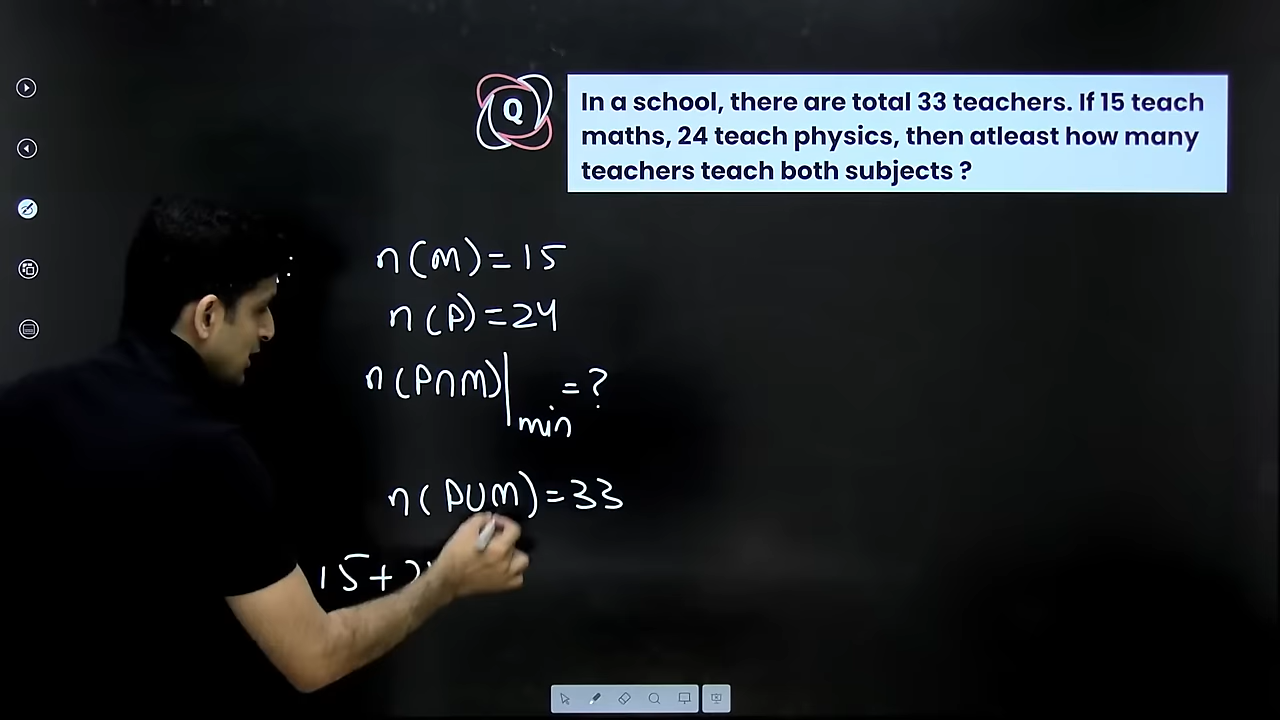 Q
In a school, there are total 33 teachers. If 15 teach
maths, 24 teach physics, then atleast how many
teachers teach both subjects ?
n(M)=15
n(P)=24
n(P∩M)|min =?
n(P∪M)=33
15+2